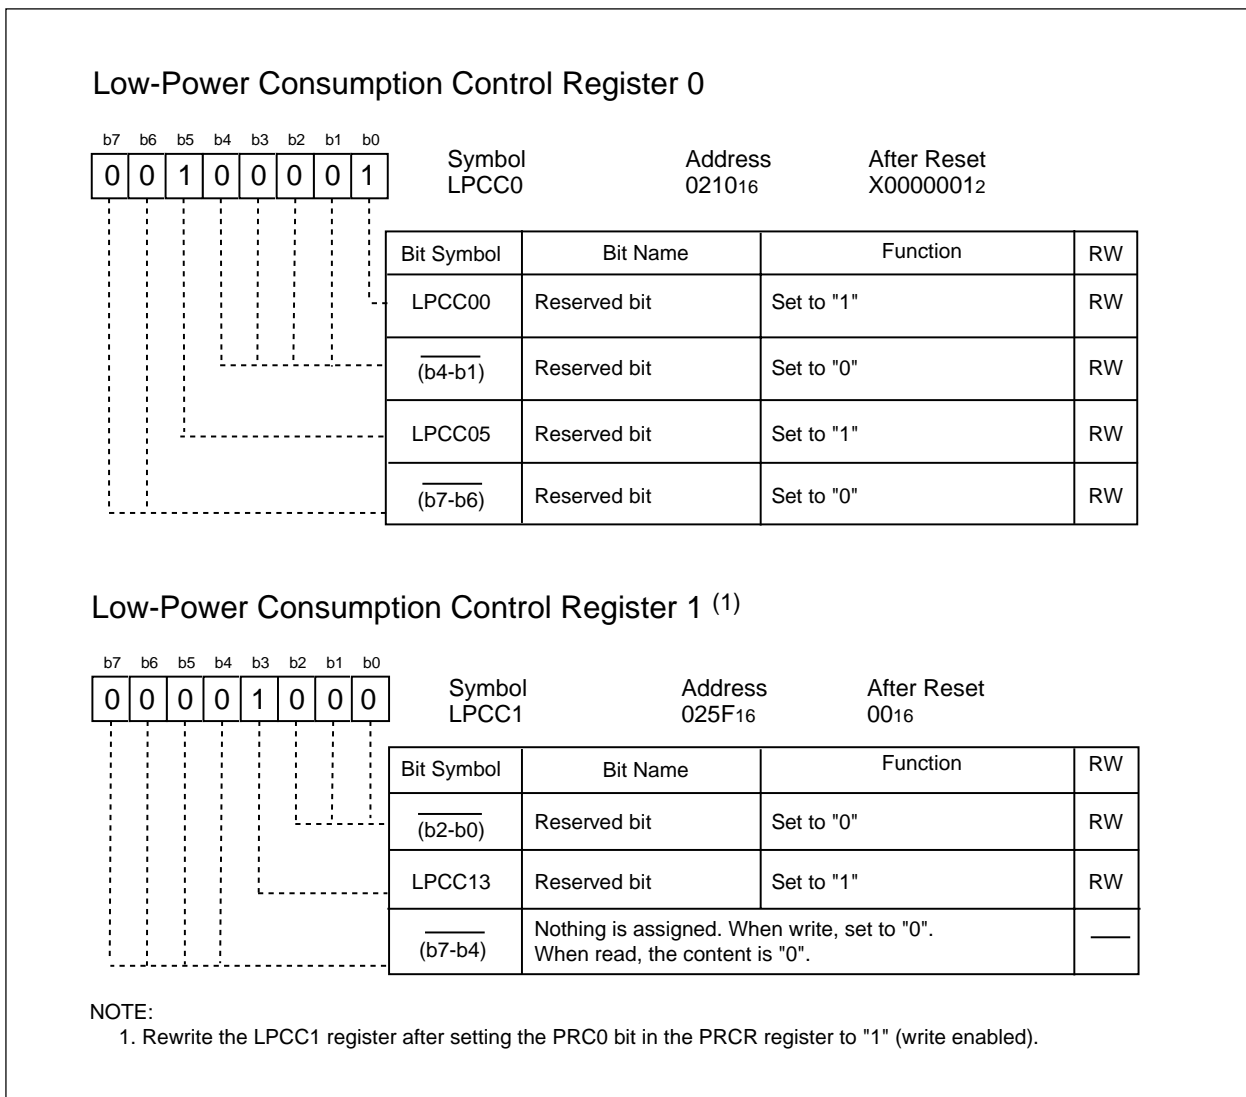 Low-Power Consumption Control Register 0
b7 b6 b5 b4 b3 b2 b1 b0
0 0 1 0 0 0 0 1
Symbol Address After Reset
LPCC0 021016 X00000012
Bit Symbol Bit Name Function RW
LPCC00 Reserved bit Set to "1" RW
(b4-b1) Reserved bit Set to "0" RW
LPCC05 Reserved bit Set to "1" RW
(b7-b6) Reserved bit Set to "0" RW
Low-Power Consumption Control Register 1 (1)
b7 b6 b5 b4 b3 b2 b1 b0
0 0 0 0 1 0 0 0
Symbol Address After Reset
LPCC1 025F16 0016
Bit Symbol Bit Name Function RW
(b2-b0) Reserved bit Set to "0" RW
LPCC13 Reserved bit Set to "1" RW
(b7-b4) Nothing is assigned. When write, set to "0".
When read, the content is "0".
NOTE:
1. Rewrite the LPCC1 register after setting the PRC0 bit in the PRCR register to "1" (write enabled).